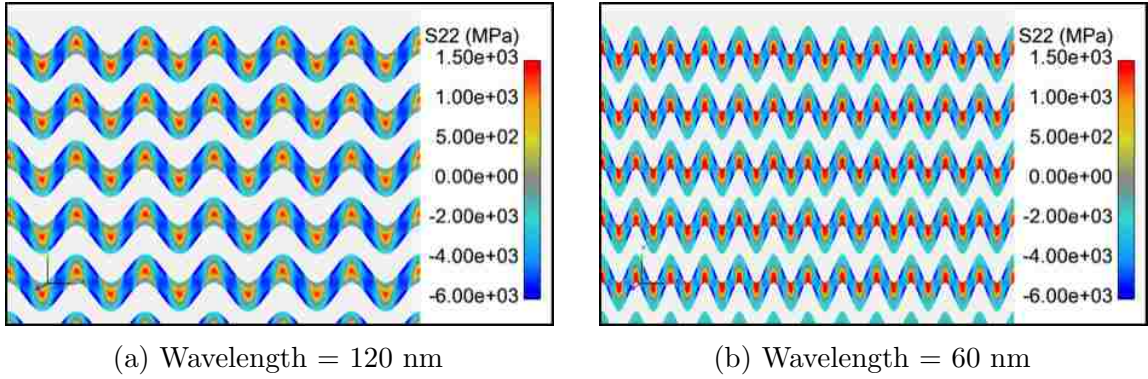 S22 (MPa)
1.50e+03
1.00e+03
5.00e+02
0.00e+00
-2.00e+03
-4.00e+03
-6.00e+03
S22 (MPa)
1.50e+03
1.00e+03
5.00e+02
0.00e+00
-2.00e+03
-4.00e+03
-6.00e+03
(a) Wavelength = 120 nm
(b) Wavelength = 60 nm